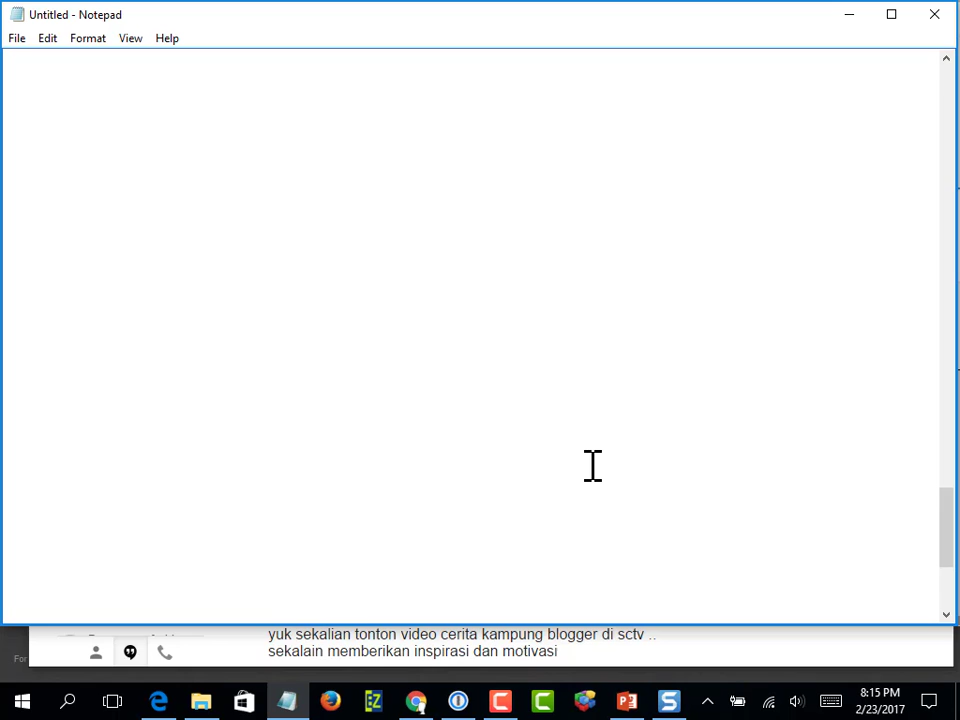 Untitled - Notepad
File Edit Format View Help
yuk sekalian tonton video cerita kampung blogger di sctv ..
For
sekalain memberikan inspirasi dan motivasi
8:15 PM
2/23/2017